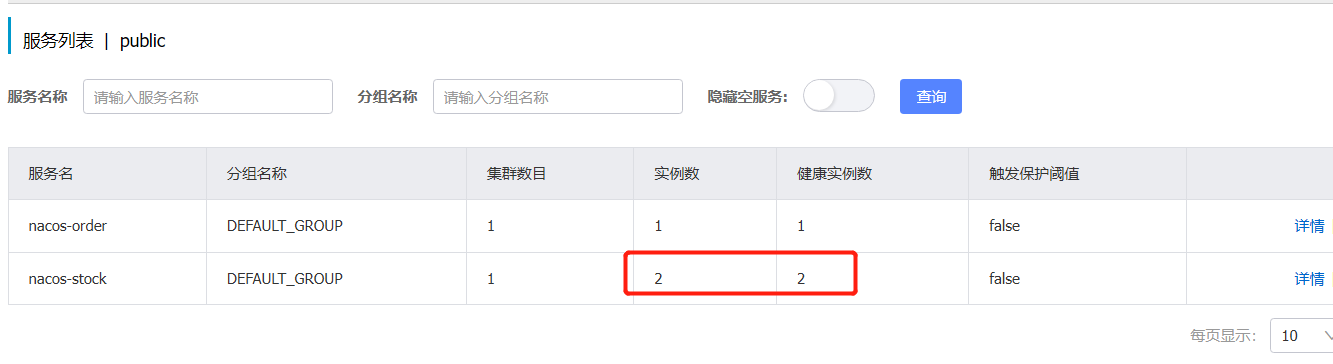 服务列表 | public
服务名称 请输入服务名称 分组名称 请输入分组名称 隐藏空服务: 查询
服务名 分组名称 集群数目 实例数 健康实例数 触发保护阈值
nacos-order DEFAULT_GROUP 1 1 1 false 详情
nacos-stock DEFAULT_GROUP 1 2 2 false 详情
每页显示: 10